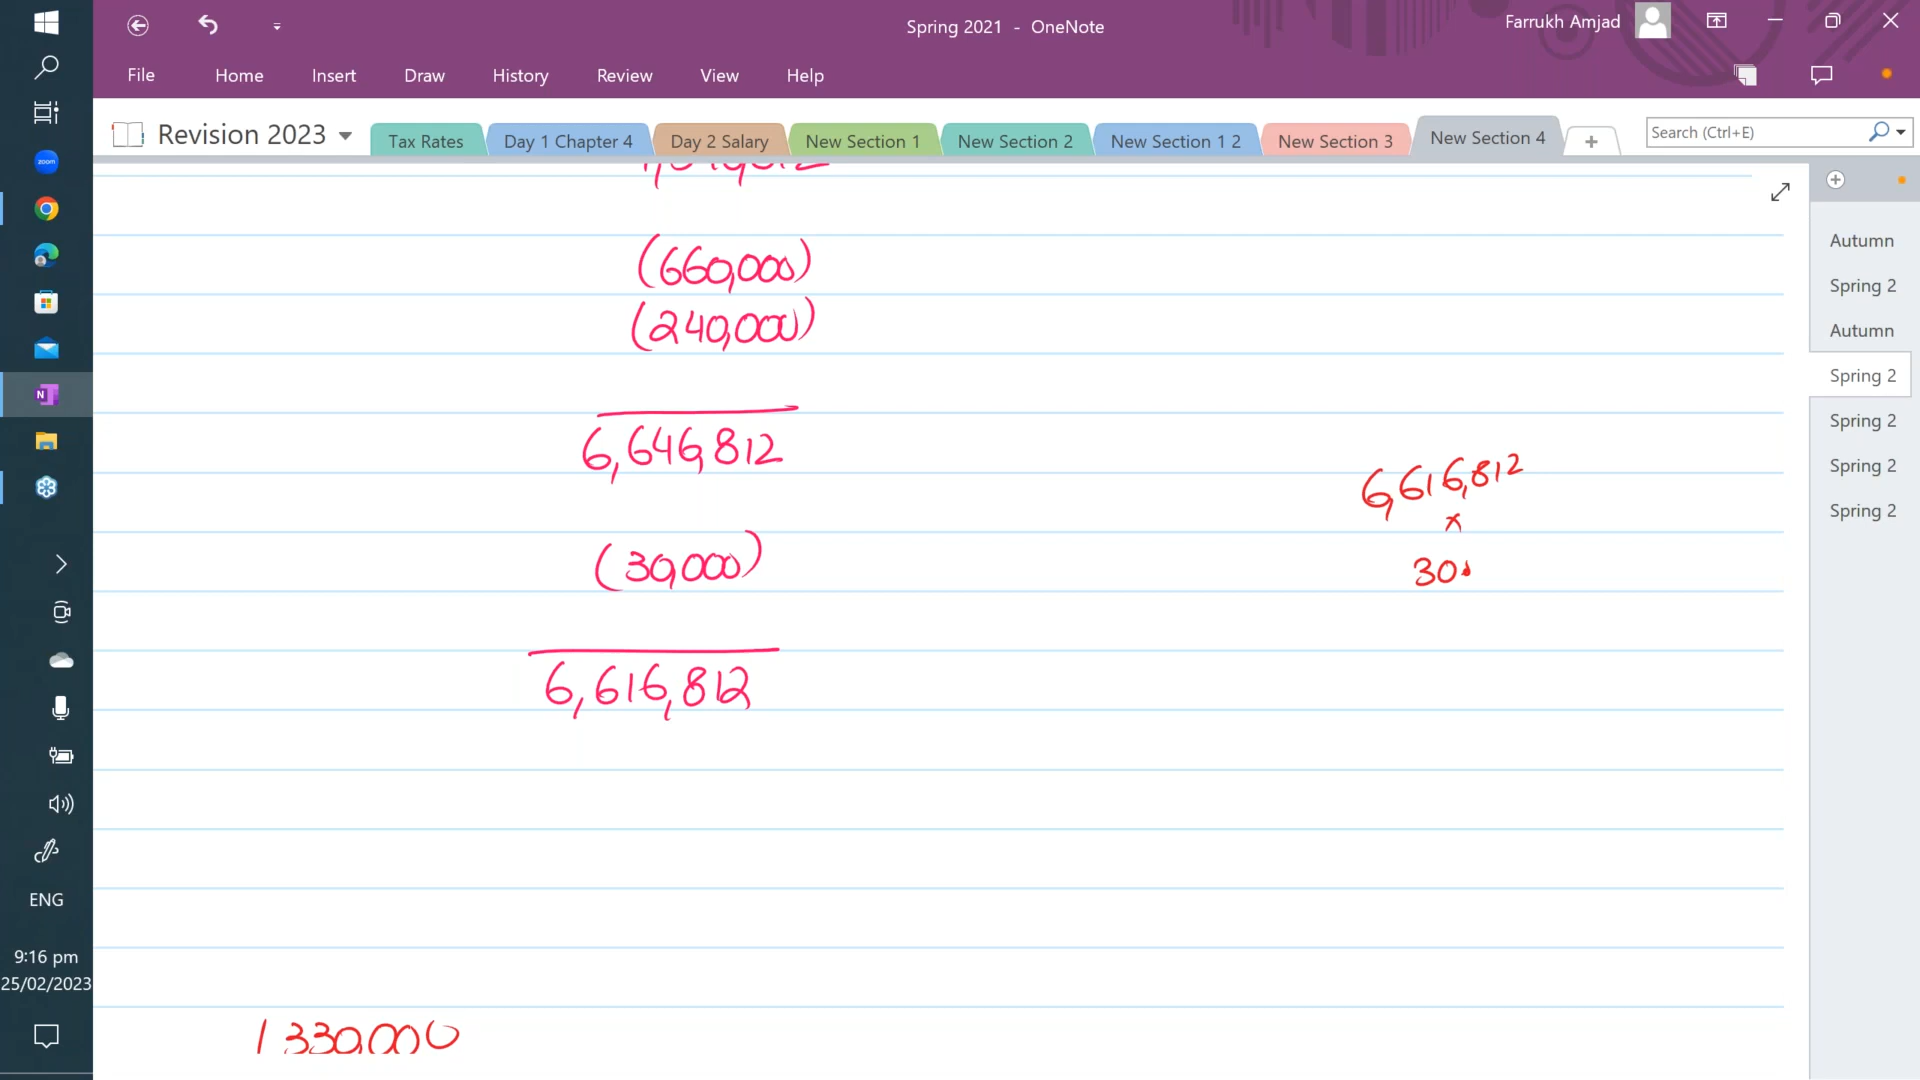 Spring 2021 - OneNote
Farrukh Amjad
File Home Insert Draw History Review View Help
Revision 2023
Tax Rates
Day 1 Chapter 4
Day 2 Salary
New Section 1
New Section 2
New Section 1 2
New Section 3
New Section 4
Search (Ctrl+E)
zoom
N
(660,000)
(240,000)
6,646,812
(30,000)
6,616,812
6,616,812
x
30
1330,000
Autumn
Spring 2
Autumn
Spring 2
Spring 2
Spring 2
Spring 2
ENG
9:16 pm
25/02/2023